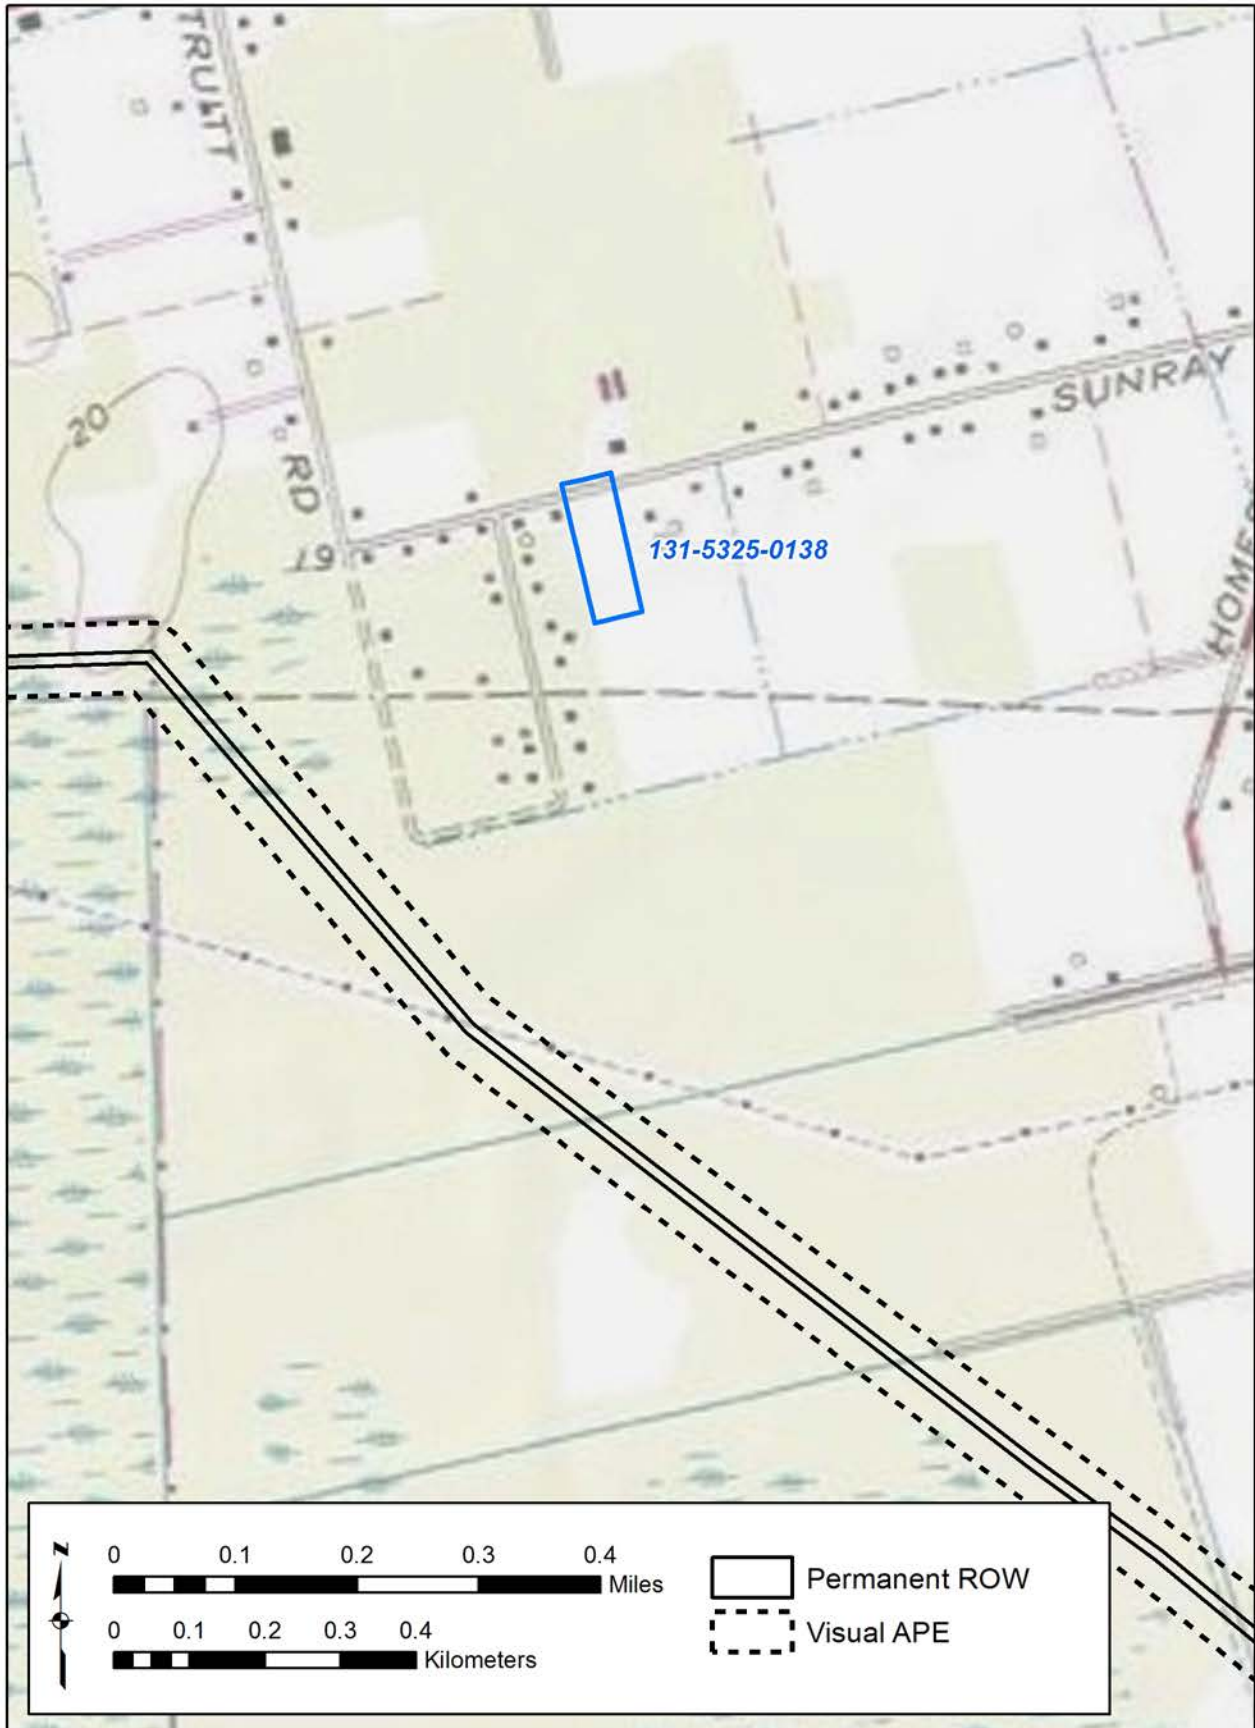 TRUITT
20
RD
SUNRAY
131-5325-0138
67
0 0.1 0.2 0.3 0.4
Miles
0 0.1 0.2 0.3 0.4
Kilometers
Permanent ROW
Visual APE